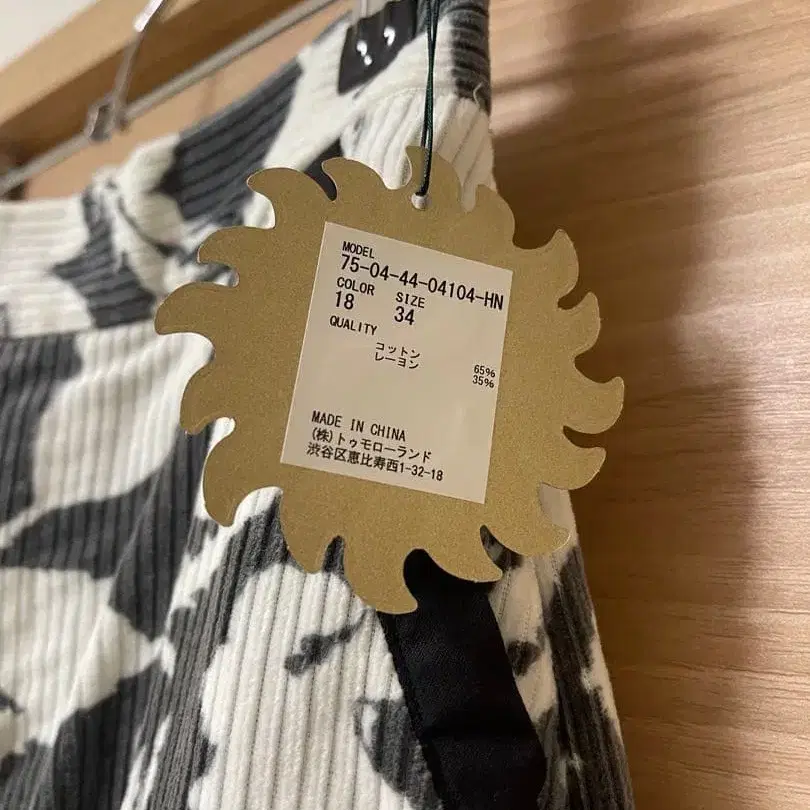 MODEL
75-04-44-04104-HN
COLOR SIZE
18 34
QUALITY
コットン 65%
レーヨン 35%
MADE IN CHINA
(株)トゥモローランド
渋谷区恵比寿西1-32-18